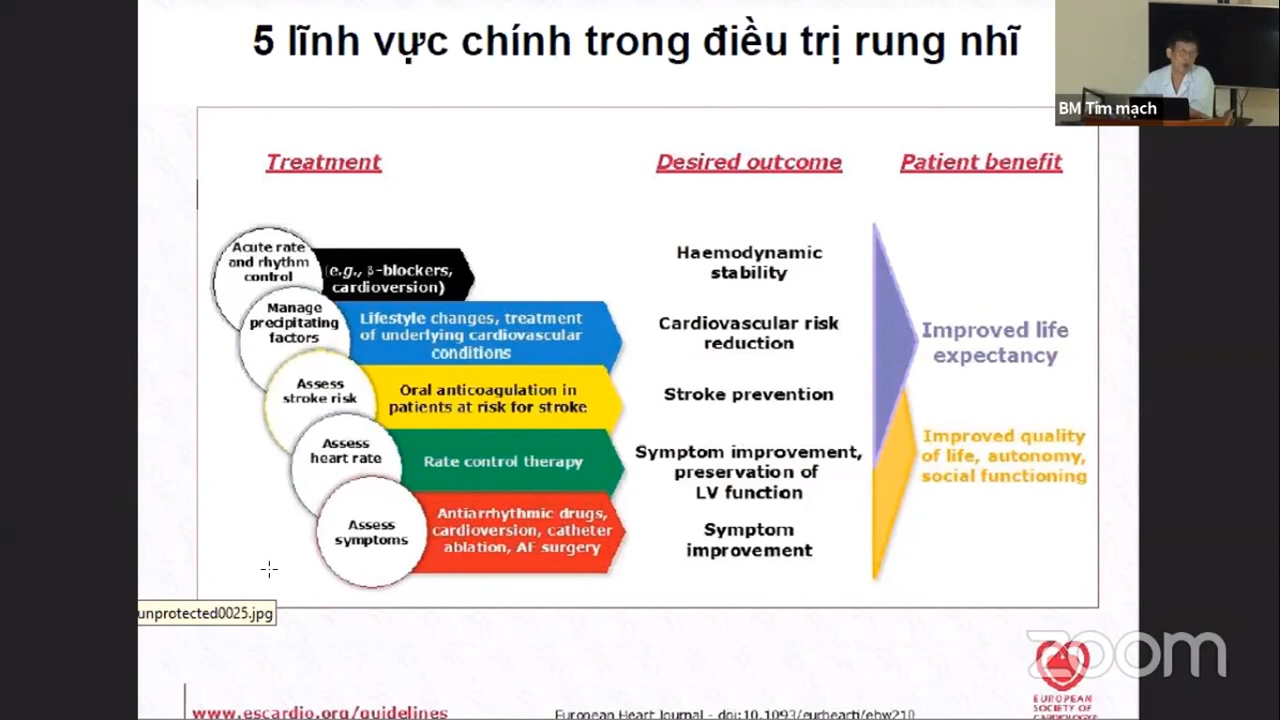 5 lĩnh vực chính trong điều trị rung nhĩ
BM Tim mạch
Treatment
Desired outcome
Patient benefit
Acute rate
and rhythm
control
(e.g., β-blockers,
cardioversion)
Haemodynamic
stability
Manage
precipitating
factors
Lifestyle changes, treatment
of underlying cardiovascular
conditions
Cardiovascular risk
reduction
Assess
stroke risk
Oral anticoagulation in
patients at risk for stroke
Stroke prevention
Assess
heart rate
Rate control therapy
Symptom improvement,
preservation of
LV function
Assess
symptoms
Antiarrhythmic drugs,
cardioversion, catheter
ablation, AF surgery
Symptom
improvement
Improved life
expectancy
Improved quality
of life, autonomy,
social functioning
unprotected0025.jpg
zoom
EUROPEAN
SOCIETY OF
CARDIOLOGY
www.escardio.org/guidelines
European Heart Journal - doi:10.1093/eurheartj/ehw210